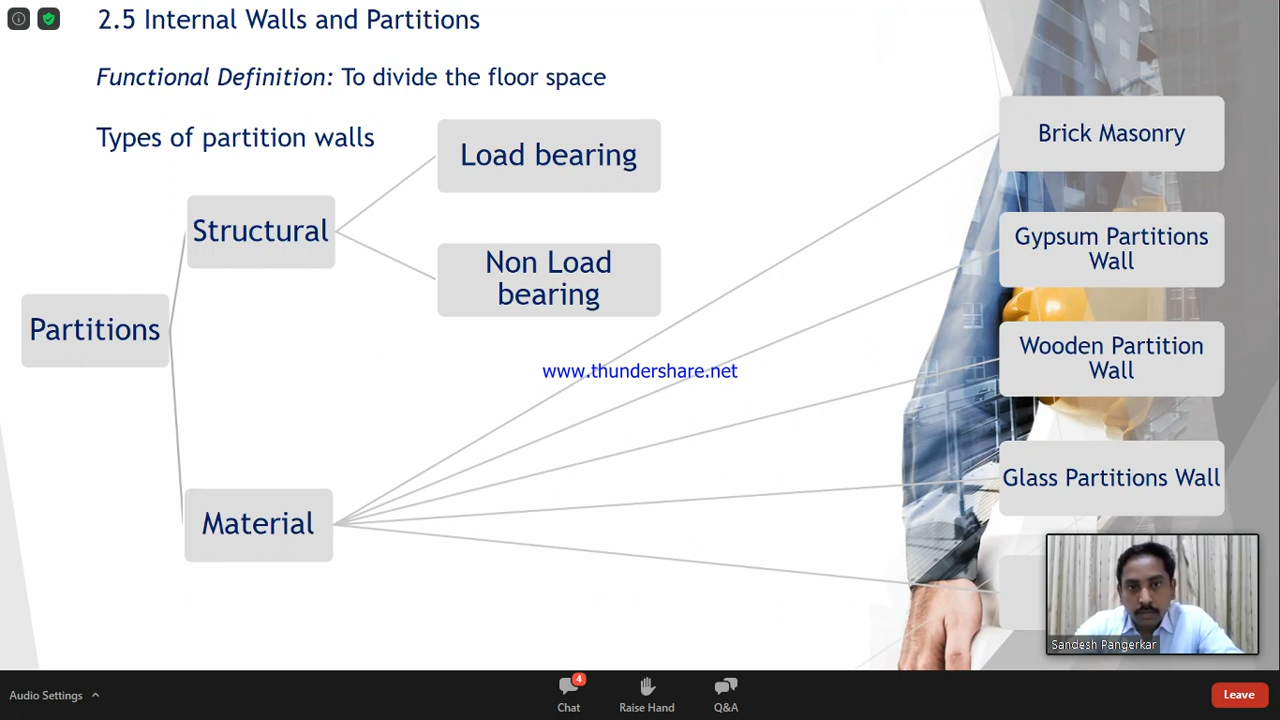 2.5 Internal Walls and Partitions
Functional Definition: To divide the floor space
Types of partition walls
Load bearing
Brick Masonry
Structural
Gypsum Partitions
Wall
Non Load
bearing
Partitions
Wooden Partition
Wall
www.thundershare.net
Glass Partitions Wall
Material
Sandesh Pangerkar
Audio Settings
4
Chat
Raise Hand
Q&A
Leave